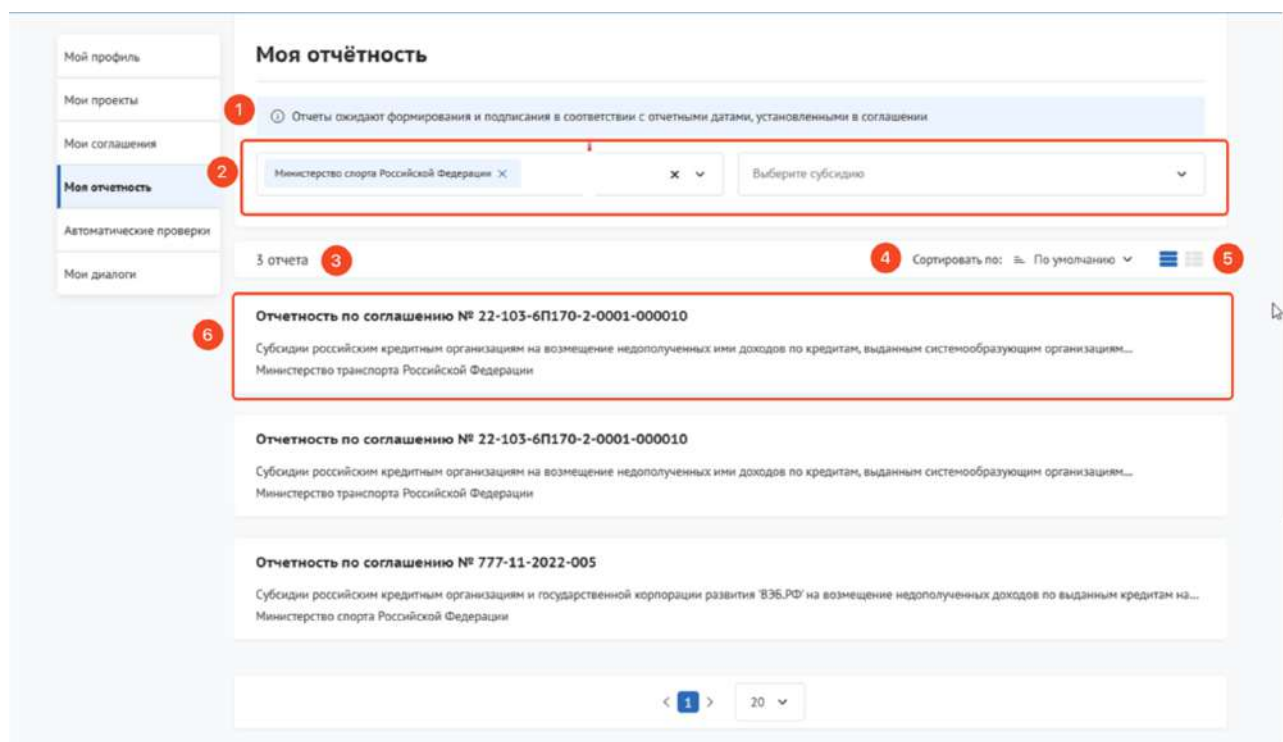 Мой профиль
Мои проекты
Мои соглашения
Моя отчетность
Автоматические проверки
Мои диалоги
Моя отчётность
1
Отчеты ожидают формирования и подписания в соответствии с отчетными датами, установленными в соглашении
2
Министерство спорта Российской Федерации
Выберите субсидию
3 отчета 3
4 Сортировать по: По умолчанию 5
6
Отчетность по соглашению № 22-103-6П170-2-0001-000010
Субсидии российским кредитным организациям на возмещение недополученных ими доходов по кредитам, выданным системообразующим организациям...
Министерство транспорта Российской Федерации
Отчетность по соглашению № 22-103-6П170-2-0001-000010
Субсидии российским кредитным организациям на возмещение недополученных ими доходов по кредитам, выданным системообразующим организациям...
Министерство транспорта Российской Федерации
Отчетность по соглашению № 777-11-2022-005
Субсидии российским кредитным организациям и государственной корпорации развития 'ВЭБ.РФ' на возмещение недополученных доходов по выданным кредитам на...
Министерство спорта Российской Федерации
< 1 > 20